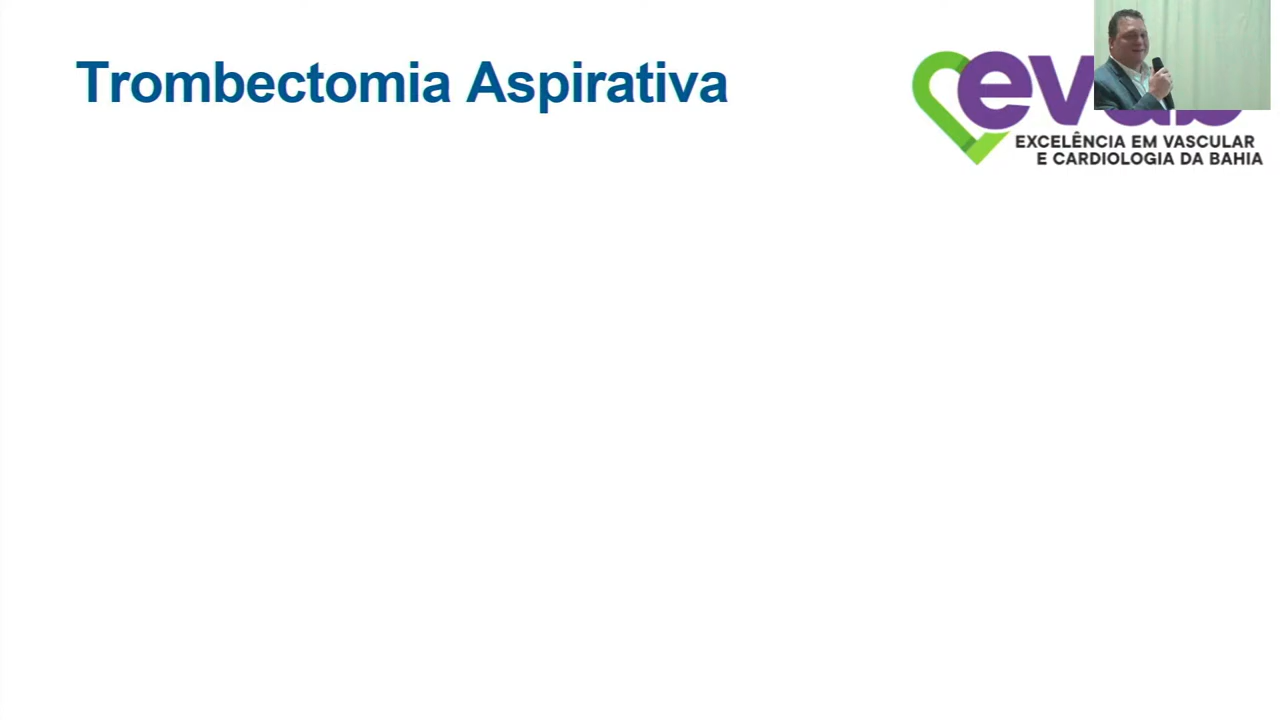 Trombectomia Aspirativa
EXCELÊNCIA EM VASCULAR
E CARDIOLOGIA DA BAHIA